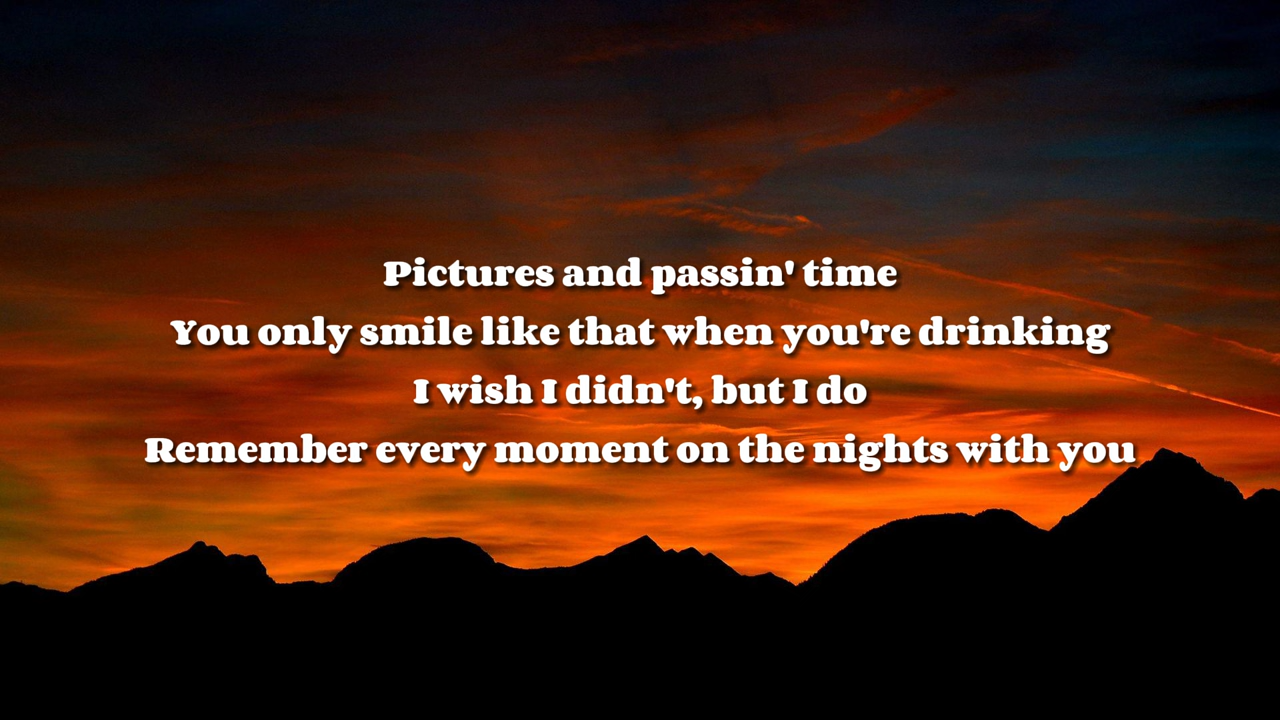 Pictures and passin' time
You only smile like that when you're drinking
I wish I didn't, but I do
Remember every moment on the nights with you